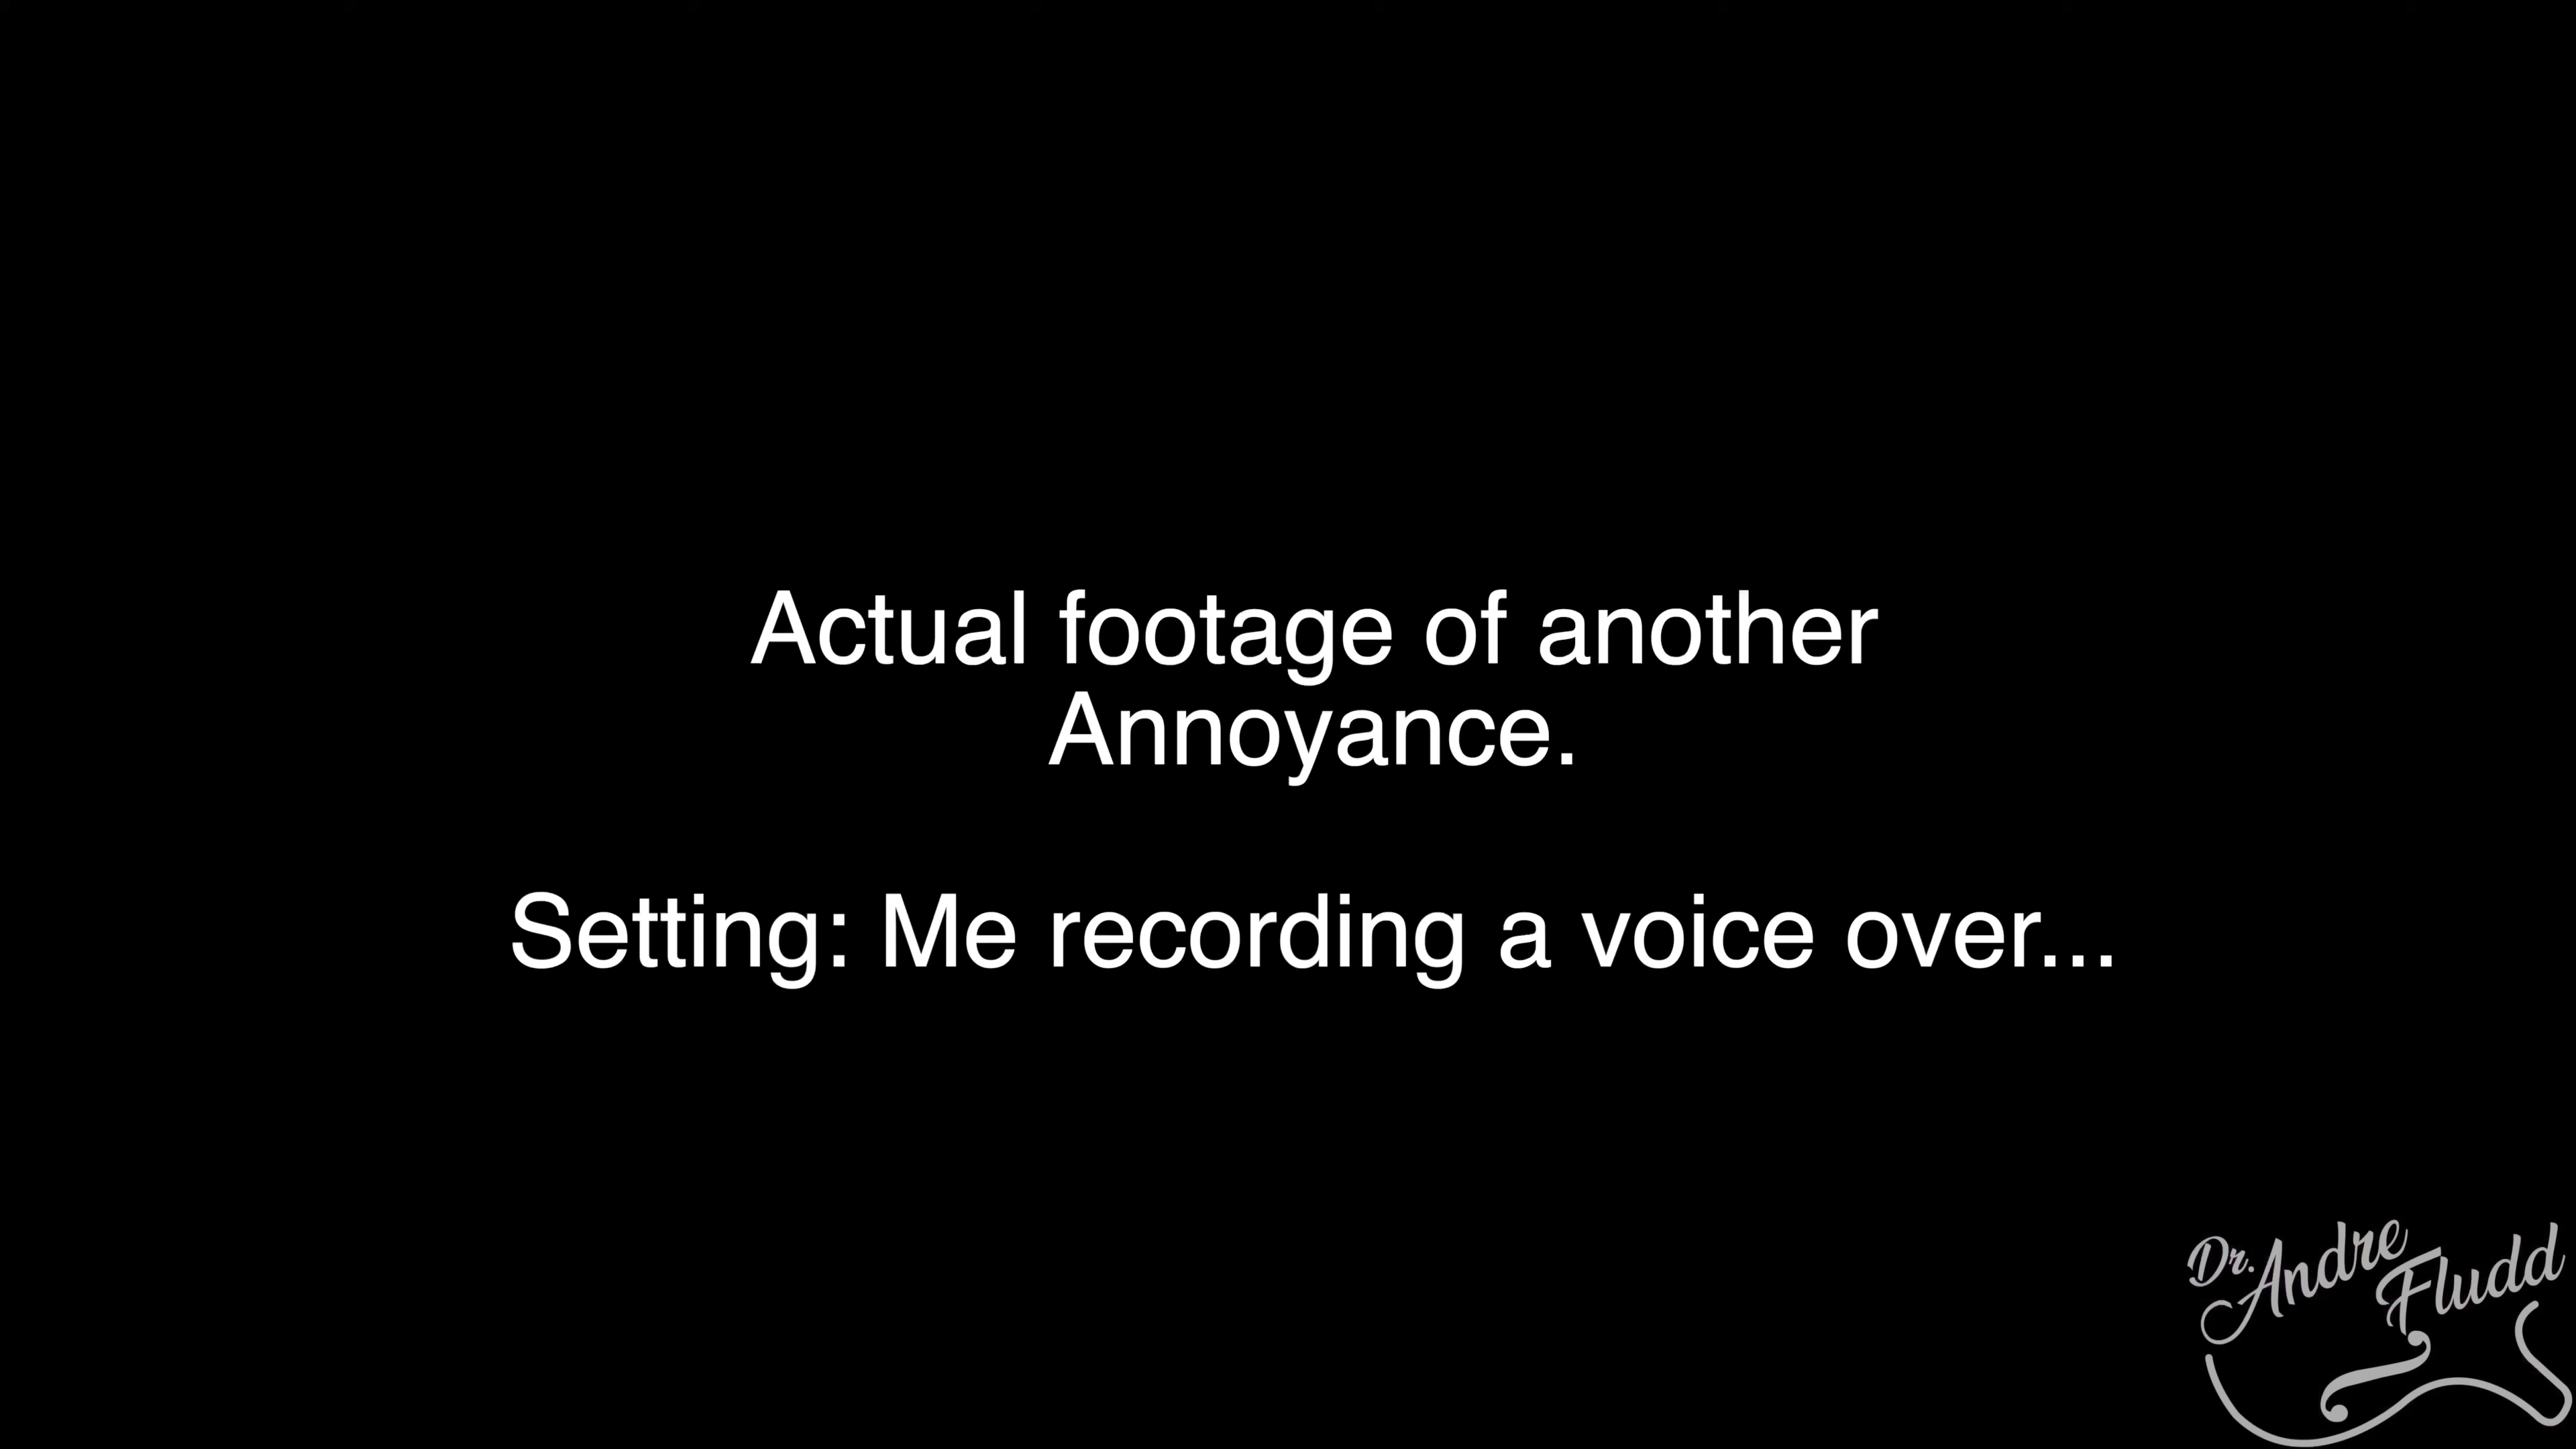 Actual footage of another
Annoyance.
Setting: Me recording a voice over...
Dr. Andre
Fludd